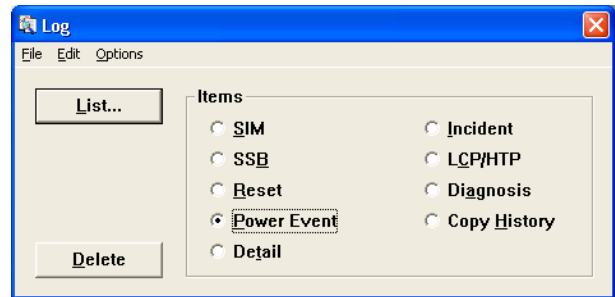 Log
File Edit Options
List...
Delete
Items
SIM
SSB
Reset
Power Event
Detail
Incident
LCP/HTP
Diagnosis
Copy History